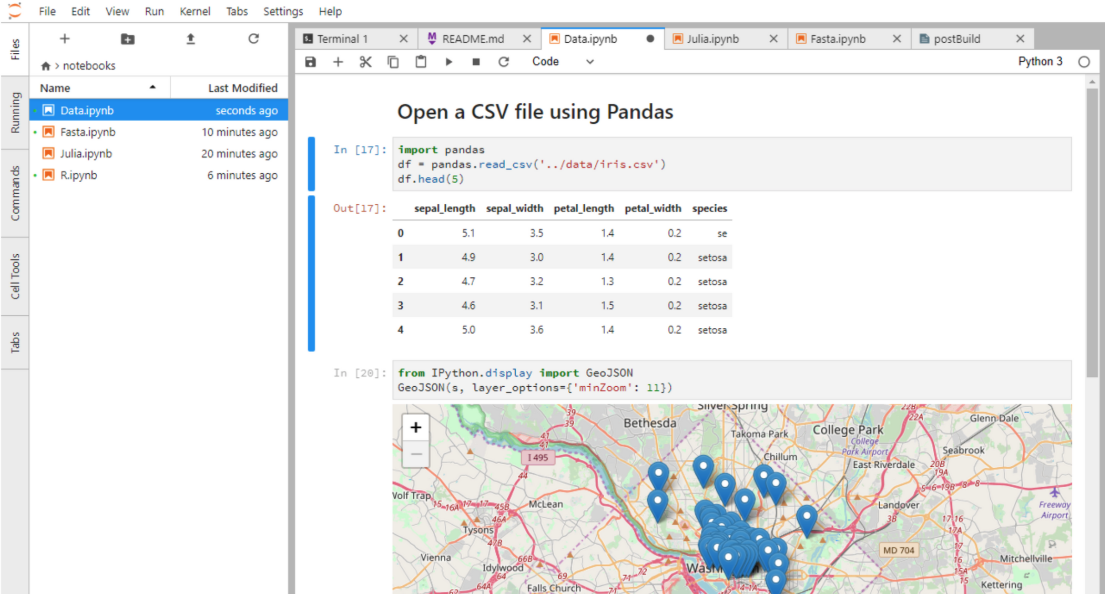 File Edit View Run Kernel Tabs Settings Help
Files
Running
Commands
Cell Tools
Tabs
notebooks
Name Last Modified
Data.ipynb seconds ago
Fasta.ipynb 10 minutes ago
Julia.ipynb 20 minutes ago
R.ipynb 6 minutes ago
Terminal 1 README.md Data.ipynb Julia.ipynb Fasta.ipynb postBuild
Code Python 3
Open a CSV file using Pandas
In [17]: import pandas
df = pandas.read_csv('../data/iris.csv')
df.head(5)
Out[17]: sepal_length sepal_width petal_length petal_width species
0 5.1 3.5 1.4 0.2 se
1 4.9 3.0 1.4 0.2 setosa
2 4.7 3.2 1.3 0.2 setosa
3 4.6 3.1 1.5 0.2 setosa
4 5.0 3.6 1.4 0.2 setosa
In [20]: from IPython.display import GeoJSON
GeoJSON(s, layer_options={'minZoom': 11})
Silver Spring
Glenn Dale
Bethesda
Takoma Park
College Park
College
Park Airport
Chillum
Seabrook
East Riverdale
I 495
Wolf Trap
McLean
Landover
Freeway
Airport
Tysons
MD 704
Vienna
Idylwood
Mitchellville
Falls Church
Kettering